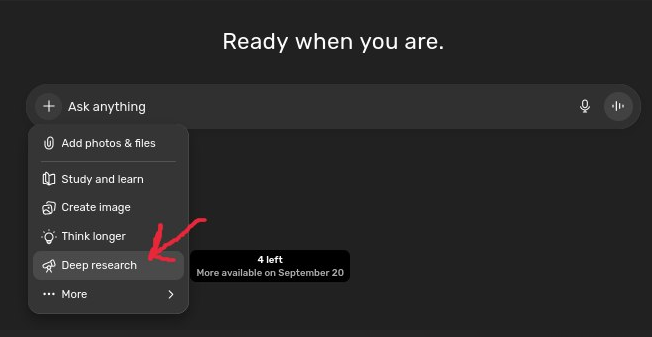 Ready when you are.
Ask anything
Add photos & files
Study and learn
Create image
Think longer
Deep research
4 left
More available on September 20
More